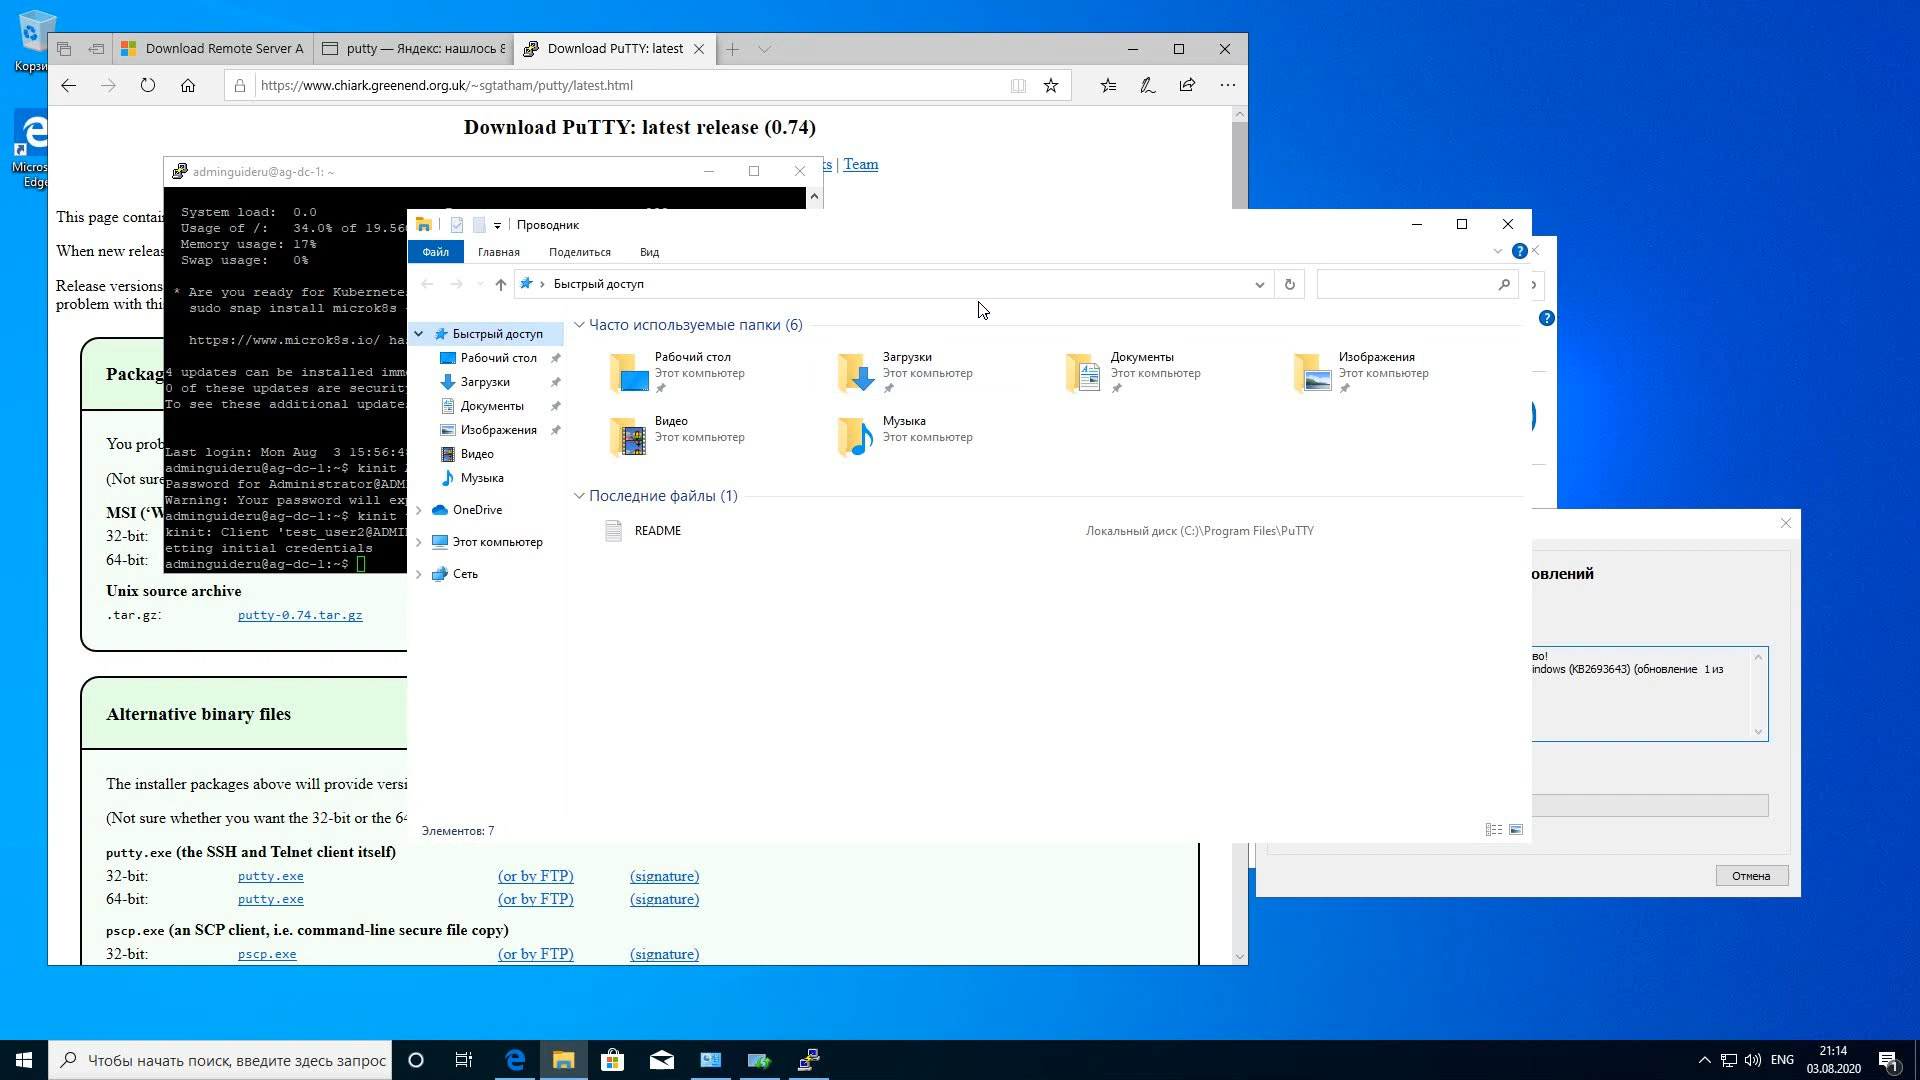 Microsoft Edge
Download Remote Server A
putty — Яндекс: нашлось 8
Download PuTTY: latest
https://www.chiark.greenend.org.uk/~sgtatham/putty/latest.html
Download PuTTY: latest release (0.74)
| Team
This page contai
When new relea
Release versions
problem with thi
Packag
You prob
(Not sure
MSI (‘W
32-bit:
64-bit:
Unix source archive
.tar.gz:
putty-0.74.tar.gz
Alternative binary files
The installer packages above will provide versi
(Not sure whether you want the 32-bit or the 64
putty.exe (the SSH and Telnet client itself)
32-bit:
putty.exe
(or by FTP)
(signature)
64-bit:
putty.exe
(or by FTP)
(signature)
pscp.exe (an SCP client, i.e. command-line secure file copy)
32-bit:
pscp.exe
(or by FTP)
(signature)
adminguideru@ag-dc-1: ~
System load: 0.0
Usage of /: 34.0% of 19.56
Memory usage: 17%
Swap usage: 0%
* Are you ready for Kubernetes
sudo snap install microk8s
https://www.microk8s.io/ ha
4 updates can be installed imm
0 of these updates are securit
To see these additional update
Last login: Mon Aug 3 15:56:4
adminguideru@ag-dc-1:~$ kinit
Password for Administrator@ADM
Warning: Your password will exp
adminguideru@ag-dc-1:~$ kinit
kinit: Client 'test_user2@ADMI
etting initial credentials
adminguideru@ag-dc-1:~$
Проводник
Файл
Главная
Поделиться
Вид
Быстрый доступ
Быстрый доступ
Рабочий стол
Загрузки
Документы
Изображения
Видео
Музыка
OneDrive
Этот компьютер
Сеть
Часто используемые папки (6)
Рабочий стол
Этот компьютер
Загрузки
Этот компьютер
Документы
Этот компьютер
Изображения
Этот компьютер
Видео
Этот компьютер
Музыка
Этот компьютер
Последние файлы (1)
README
Локальный диск (C:)\Program Files\PuTTY
Элементов: 7
овлений
во!
indows (KB2693643) (обновление 1 из
Отмена
Чтобы начать поиск, введите здесь запрос
ENG
21:14
03.08.2020
1